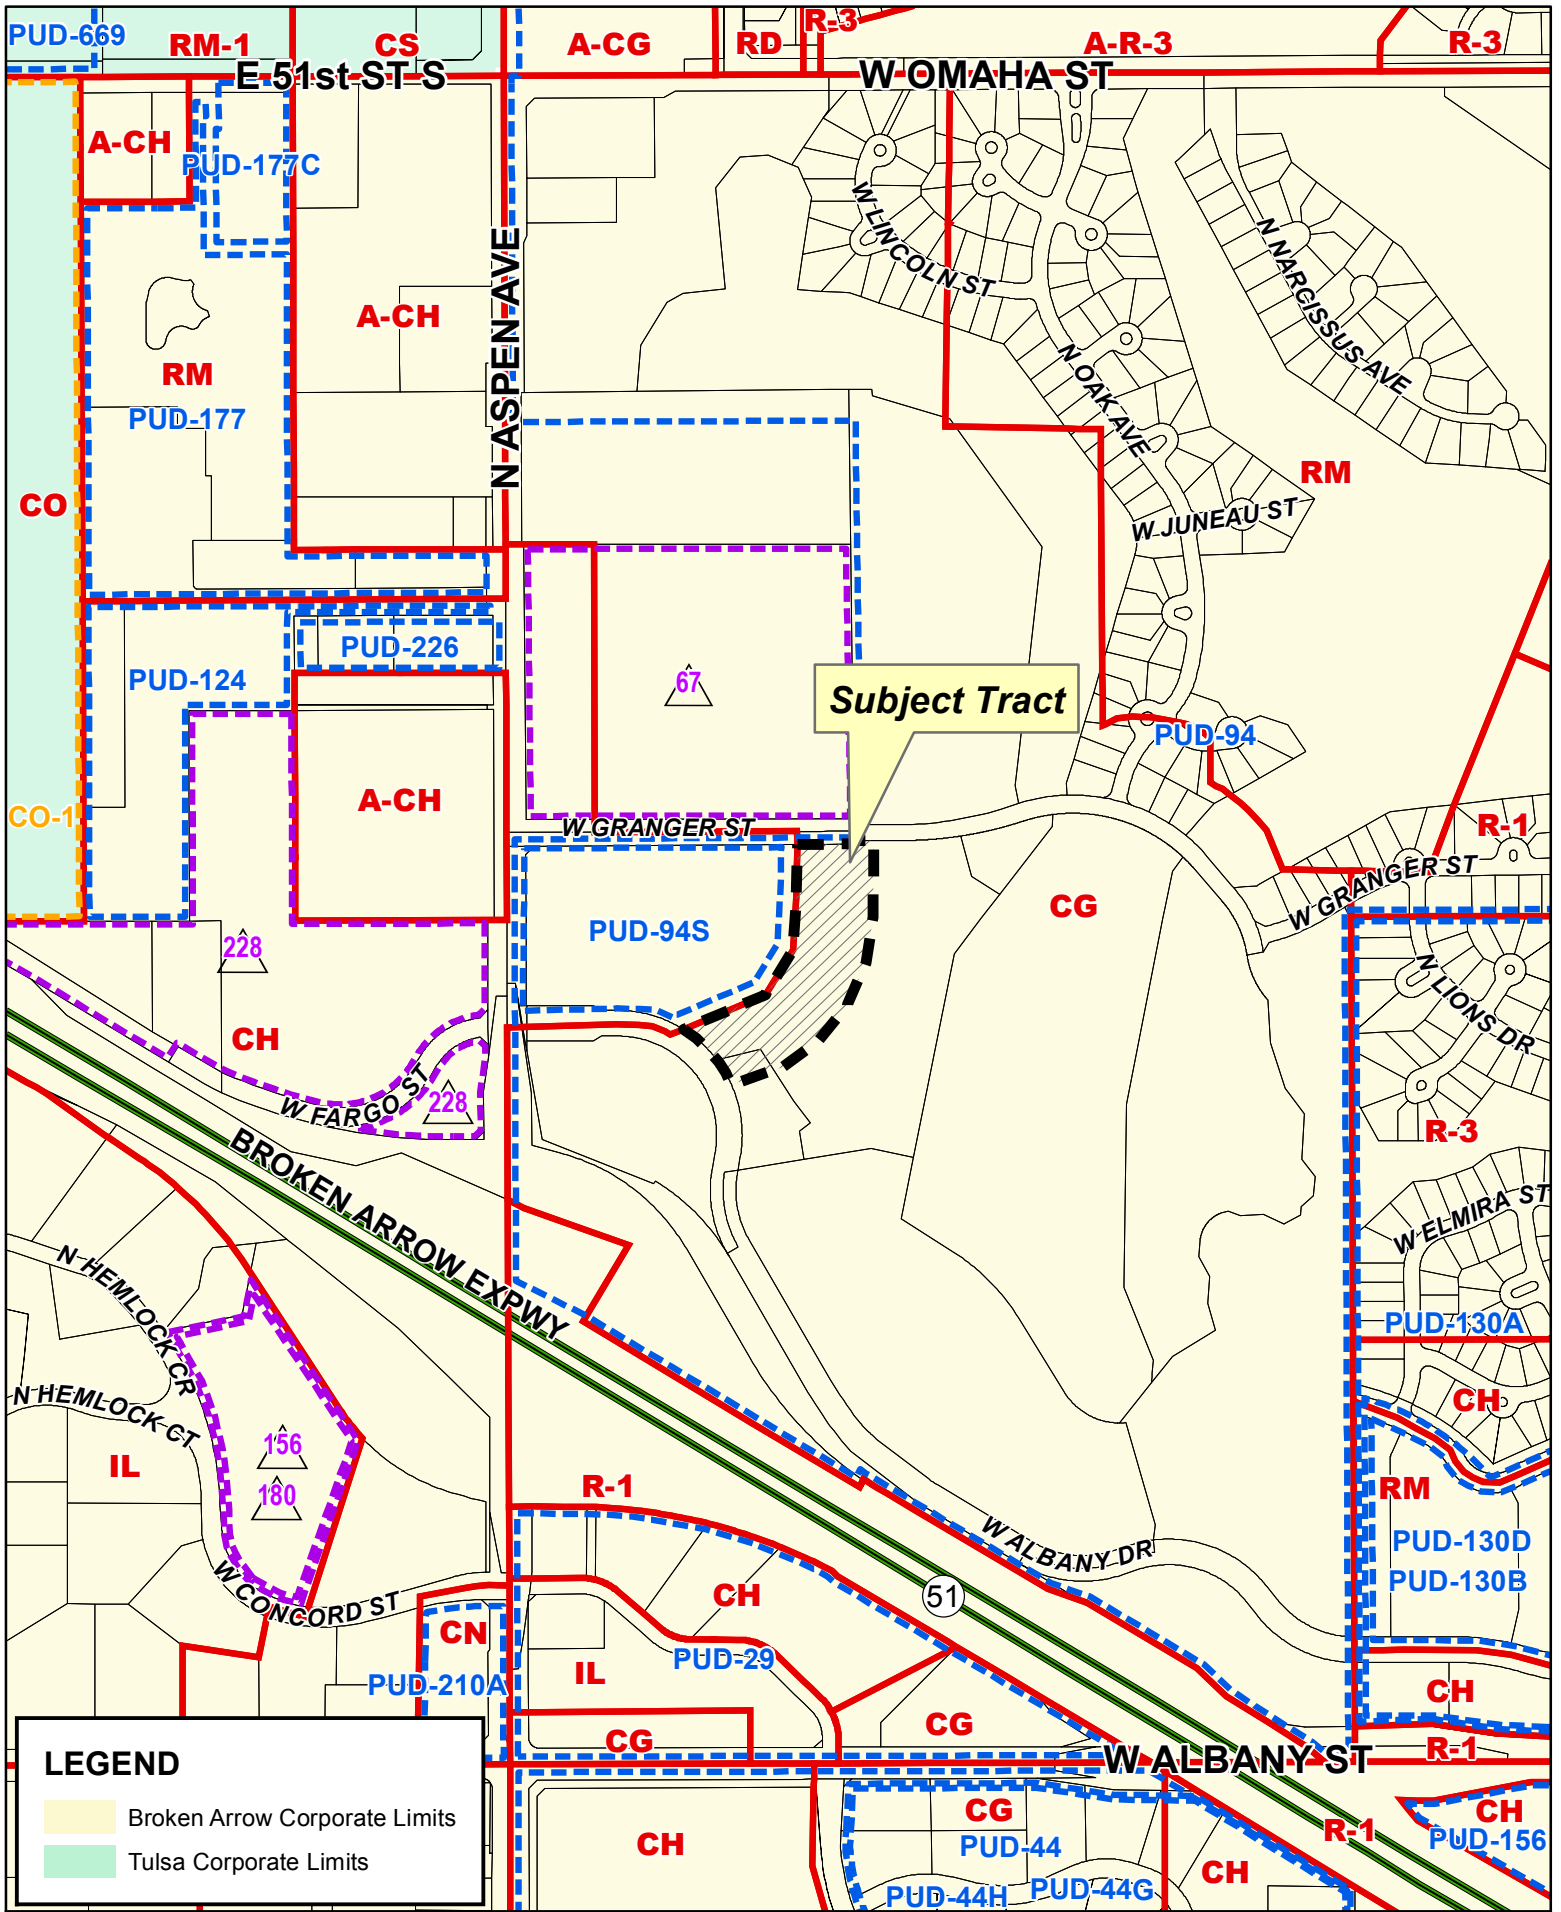 PUD-669
RM-1
CS
A-CG
RD
R-3
A-R-3
R-3
E 51st ST S
W OMAHA ST
A-CH
PUD-177C
W LINCOLN ST
N NARCISSUS AVE
N ASPEN AVE
A-CH
RM
PUD-177
N OAK AVE
RM
CO
W JUNEAU ST
PUD-226
PUD-124
67
Subject Tract
PUD-94
A-CH
CO-1
W GRANGER ST
R-1
W GRANGER ST
CG
PUD-94S
228
N LIONS DR
CH
W FARGO ST
228
R-3
BROKEN ARROW EXPWY
W ELMIRA ST
N HEMLOCK CR
PUD-130A
N HEMLOCK CT
CH
156
IL
180
R-1
RM
W ALBANY DR
PUD-130D
PUD-130B
51
CH
W CONCORD ST
CN
PUD-29
IL
PUD-210A
CH
CG
CG
R-1
W ALBANY ST
LEGEND
Broken Arrow Corporate Limits
Tulsa Corporate Limits
CG
CH
R-1
CH
PUD-44
PUD-156
CH
PUD-44H
PUD-44G